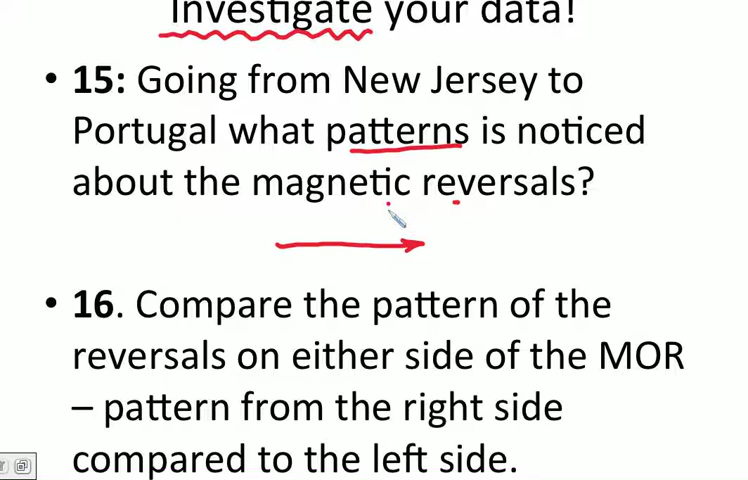 Investigate your data!
• 15: Going from New Jersey to
Portugal what patterns is noticed
about the magnetic reversals?
• 16. Compare the pattern of the
reversals on either side of the MOR
– pattern from the right side
compared to the left side.